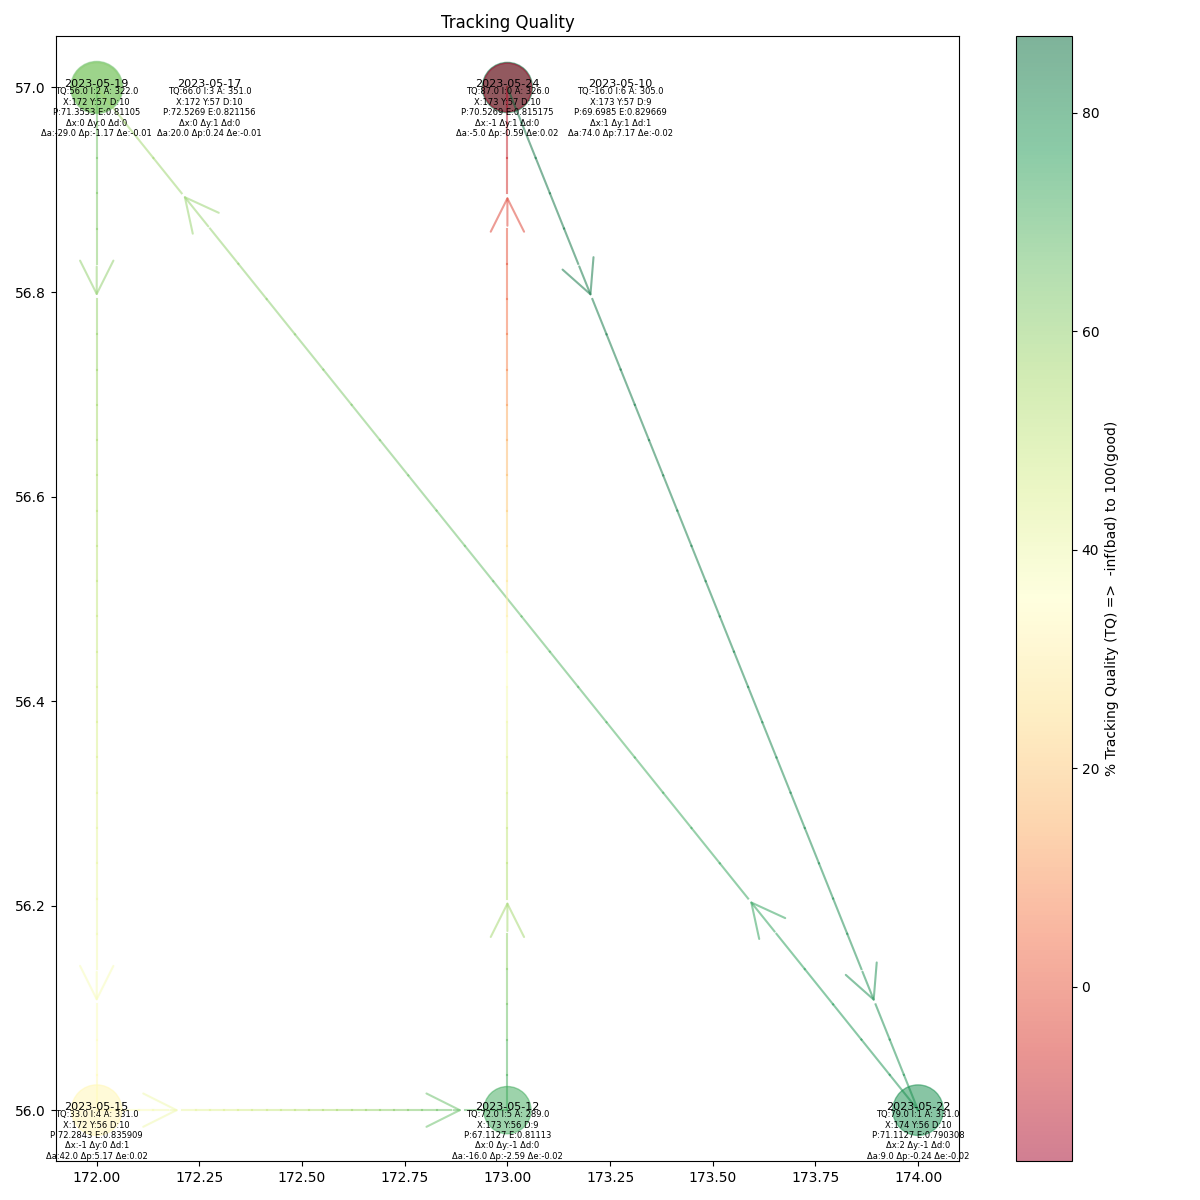 Tracking Quality
57.0
56.8
56.6
56.4
56.2
56.0
2023-05-19
TQ:56.0 I:2 A: 322.0
X:172 Y:57 D:10
P:71.3553 E:0.81105
Δx:0 Δy:0 Δd:0
Δa:-29.0 Δp:-1.17 Δe:-0.01
2023-05-17
TQ:66.0 I:3 A: 351.0
X:172 Y:57 D:10
P:72.5269 E:0.821156
Δx:0 Δy:1 Δd:0
Δa:20.0 Δp:0.24 Δe:-0.01
2023-05-24
TQ:87.0 I:0 A: 326.0
X:173 Y:57 D:10
P:70.5269 E:0.815175
Δx:-1 Δy:1 Δd:0
Δa:-5.0 Δp:-0.59 Δe:0.02
2023-05-10
TQ:-16.0 I:6 A: 305.0
X:173 Y:57 D:9
P:69.6985 E:0.829669
Δx:1 Δy:1 Δd:1
Δa:74.0 Δp:7.17 Δe:-0.02
2023-05-15
TQ:33.0 I:4 A: 331.0
X:172 Y:56 D:10
P:72.2843 E:0.835909
Δx:-1 Δy:0 Δd:1
Δa:42.0 Δp:5.17 Δe:0.02
2023-05-12
TQ:72.0 I:5 A: 289.0
X:173 Y:56 D:9
P:67.1127 E:0.81113
Δx:0 Δy:-1 Δd:0
Δa:-16.0 Δp:-2.59 Δe:-0.02
2023-05-22
TQ:79.0 I:1 A: 331.0
X:174 Y:56 D:10
P:71.1127 E:0.790308
Δx:2 Δy:-1 Δd:0
Δa:9.0 Δp:-0.24 Δe:-0.02
172.00
172.25
172.50
172.75
173.00
173.25
173.50
173.75
174.00
80
60
40
20
0
% Tracking Quality (TQ) => -inf(bad) to 100(good)